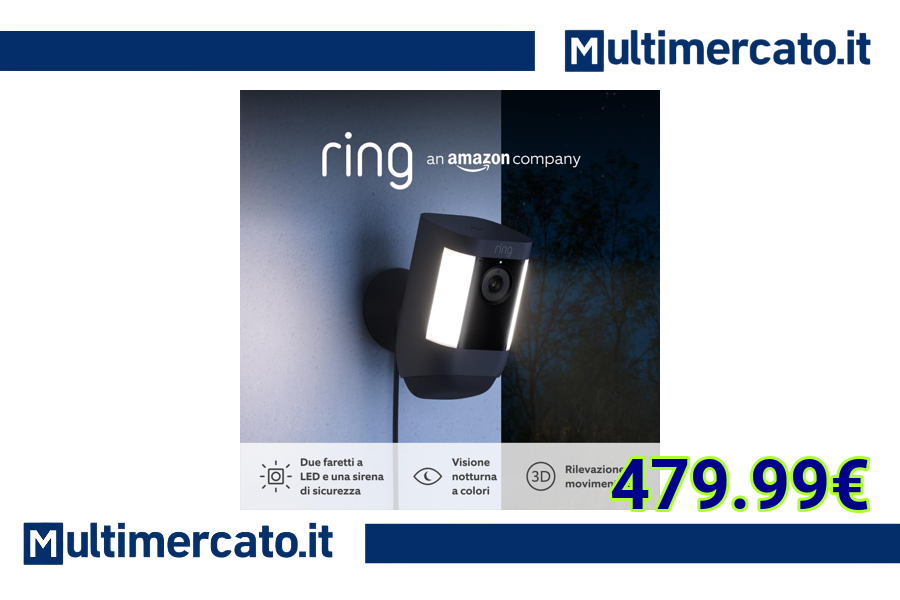 Multimercato.it
ring an amazon company
ring
Due faretti a
LED e una sirena
di sicurezza
Visione
notturna
a colori
3D
Rilevazione
479.99€
Multimercato.it